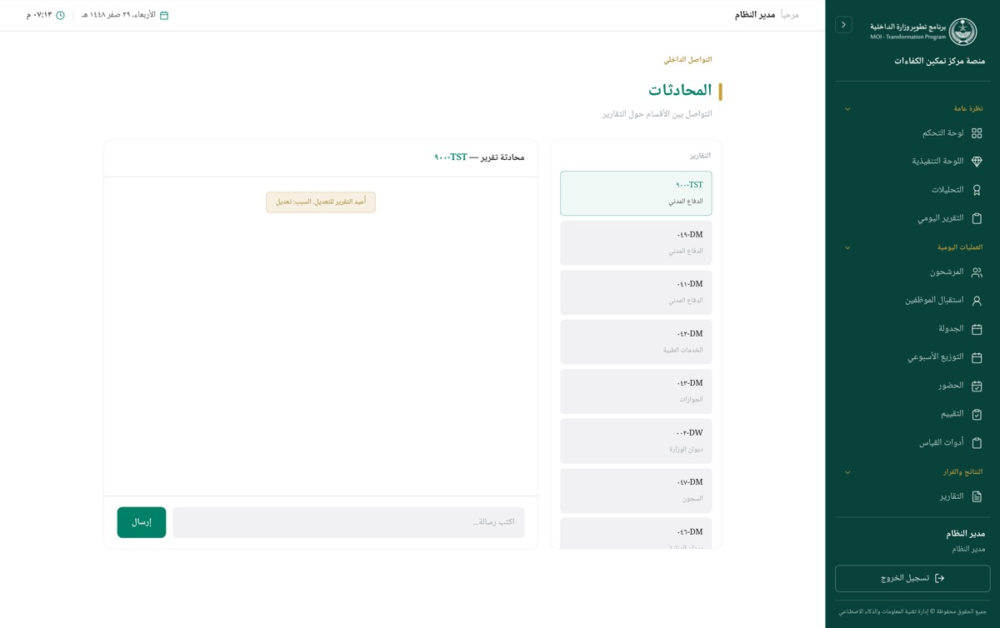 برنامج تطوير وزارة الداخلية
MOI - Transformation Program
منصة مركز تمكين الكفاءات
نظرة عامة
لوحة التحكم
اللوحة التنفيذية
التحليلات
التقرير اليومي
العمليات اليومية
المرشحون
استقبال الموظفين
الجدولة
التوزيع الأسبوعي
الحضور
التقييم
أدوات القياس
النتائج والقرار
التقارير
مدير النظام
مدير النظام
تسجيل الخروج
جميع الحقوق محفوظة © إدارة تقنية المعلومات والذكاء الاصطناعي
مرحباً مدير النظام
الأربعاء، ٢٩ صفر ١٤٤٨ هـ
٠٧:١٣ م
التواصل الداخلي
المحادثات
التواصل بين الأقسام حول التقارير
التقارير
TST-٩٠٠
الدفاع المدني
DM-٠٤٩
الدفاع المدني
DM-٠٤١
الدفاع المدني
DM-٠٤٢
الخدمات الطبية
DM-٠٤٣
الجوازات
DW-٠٠٢
ديوان الوزارة
DM-٠٤٧
السجون
DM-٠٤٦
ديوان الوزارة
محادثة تقرير — TST-٩٠٠
أُعيد التقرير للتعديل. السبب: تعديل
اكتب رسالة...
إرسال